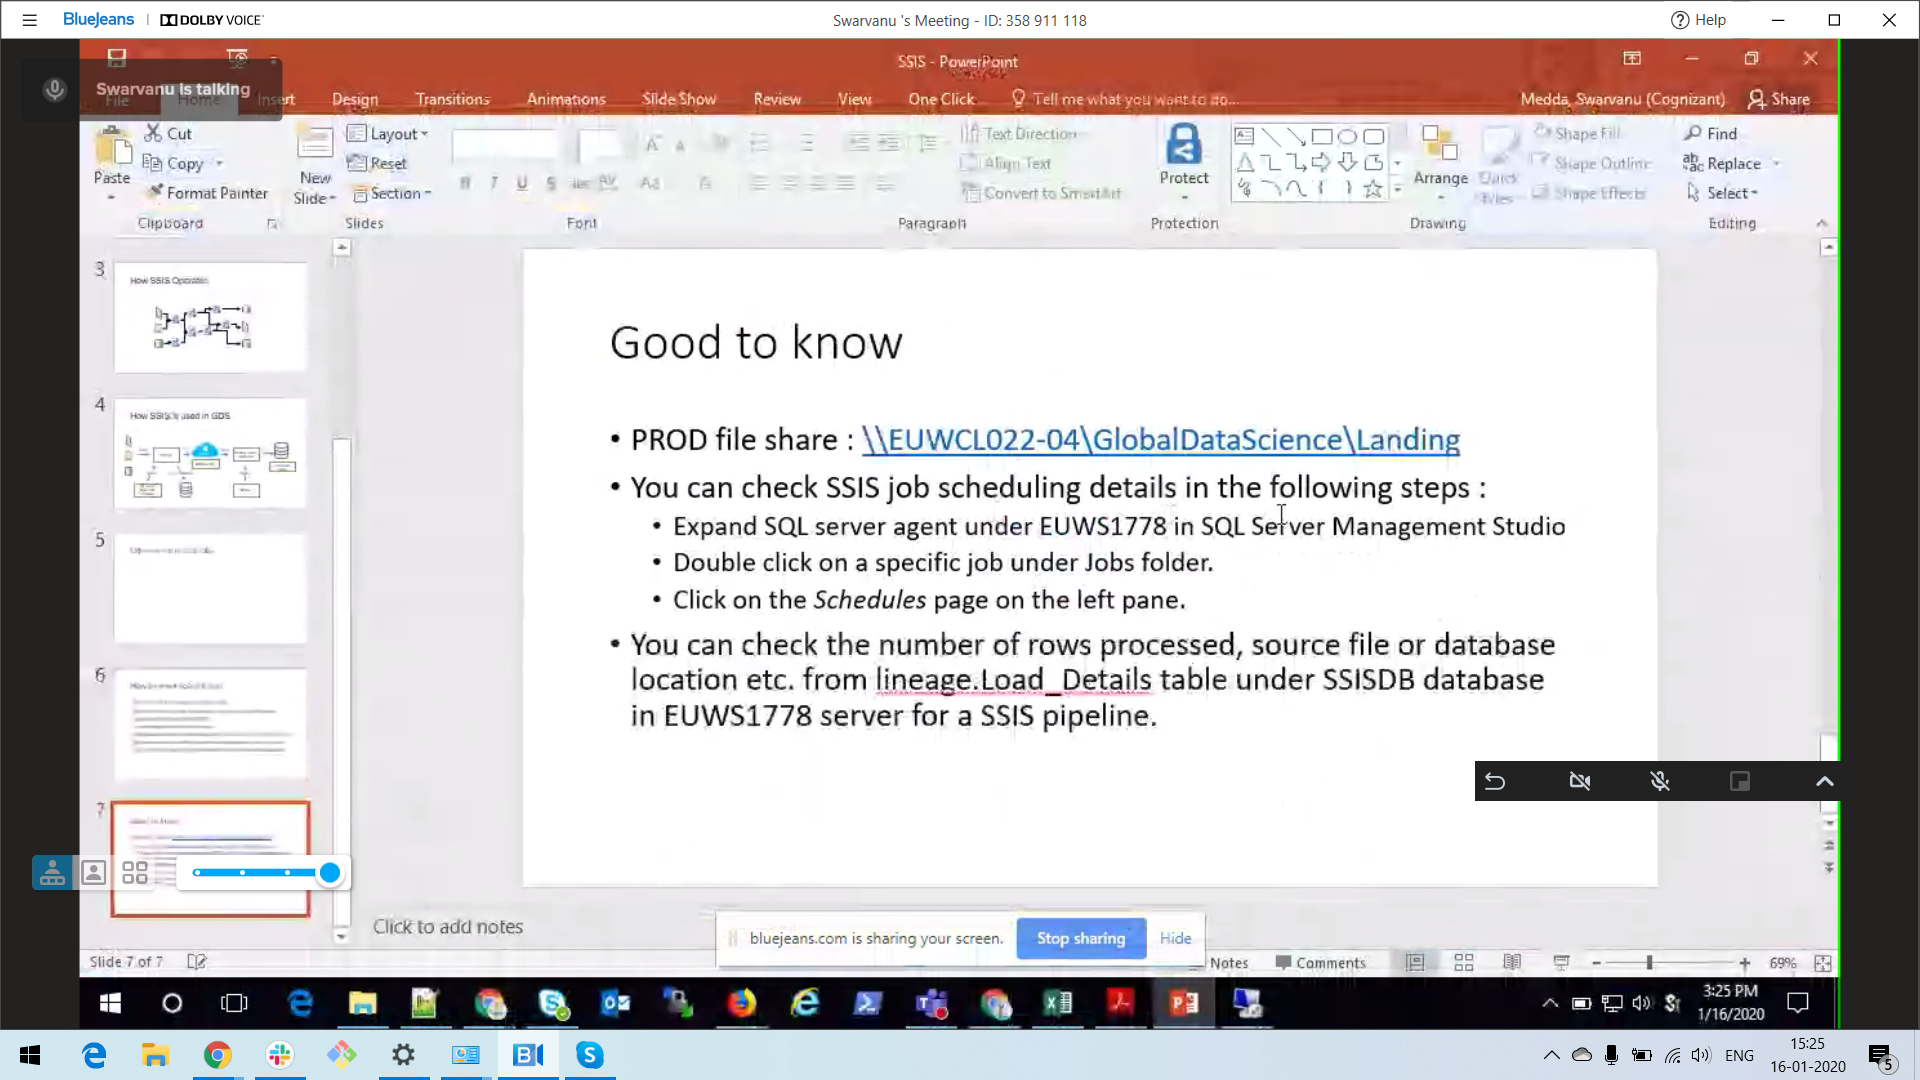 BlueJeans DOLBY VOICE
Swarvanu 's Meeting - ID: 358 911 118
Help
SSIS - PowerPoint
Swarvanu is talking
File Home Insert Design Transitions Animations Slide Show Review View One Click Tell me what you want to do...
Medda, Swarvanu (Cognizant) Share
Paste
Cut
Copy
Format Painter
Clipboard
New Slide
Layout
Reset
Section
Slides
Font
Text Direction
Align Text
Convert to SmartArt
Paragraph
Protect
Protection
Arrange
Quick Styles
Drawing
Shape Fill
Shape Outline
Shape Effects
Find
Replace
Select
Editing
3
How SSIS Operates
4
How SSIS is used in GDS
5
6
7
Good to know
• PROD file share : \\EUWCL022-04\GlobalDataScience\Landing
• You can check SSIS job scheduling details in the following steps :
• Expand SQL server agent under EUWS1778 in SQL Server Management Studio
• Double click on a specific job under Jobs folder.
• Click on the Schedules page on the left pane.
• You can check the number of rows processed, source file or database
location etc. from lineage.Load_Details table under SSISDB database
in EUWS1778 server for a SSIS pipeline.
Click to add notes
bluejeans.com is sharing your screen. Stop sharing Hide
Slide 7 of 7
Notes Comments
69%
3:25 PM
1/16/2020
ENG
15:25
16-01-2020
5